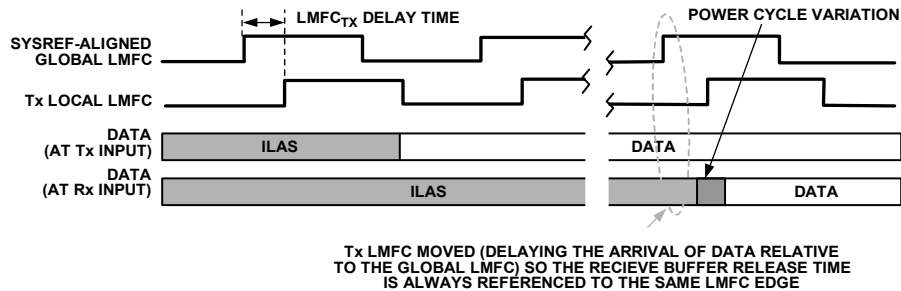 LMFCTX DELAY TIME
POWER CYCLE VARIATION
SYSREF-ALIGNED
GLOBAL LMFC
Tx LOCAL LMFC
DATA
(AT Tx INPUT)
ILAS
DATA
DATA
(AT Rx INPUT)
ILAS
DATA
Tx LMFC MOVED (DELAYING THE ARRIVAL OF DATA RELATIVE
TO THE GLOBAL LMFC) SO THE RECIEVE BUFFER RELEASE TIME
IS ALWAYS REFERENCED TO THE SAME LMFC EDGE